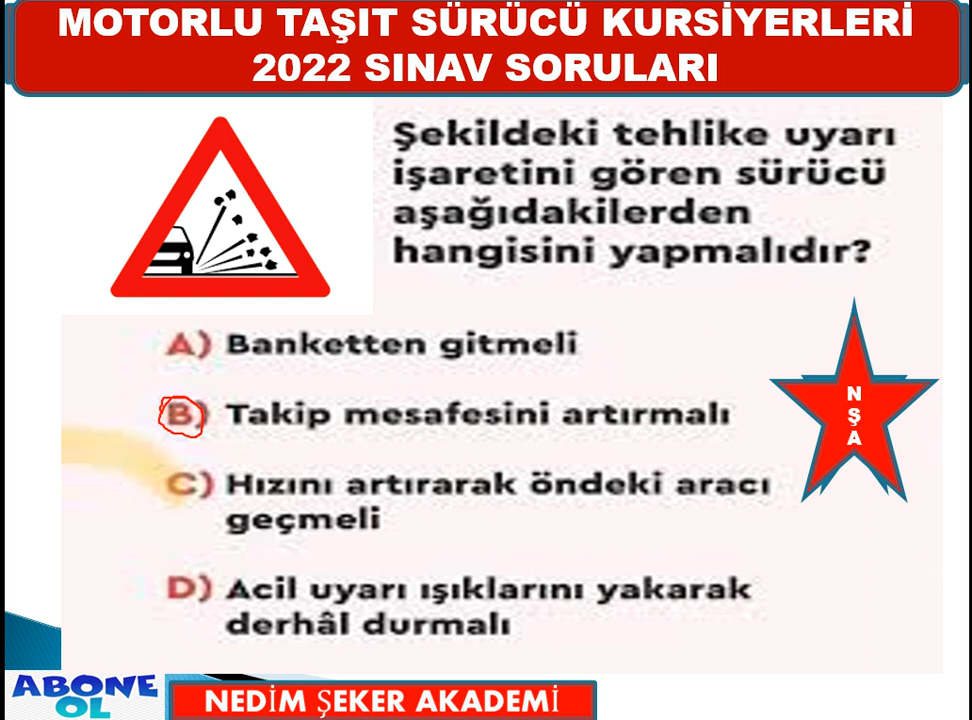 MOTORLU TAŞIT SÜRÜCÜ KURSİYERLERİ
2022 SINAV SORULARI
Şekildeki tehlike uyarı
işaretini gören sürücü
aşağıdakilerden
hangisini yapmalıdır?
A) Banketten gitmeli
B) Takip mesafesini artırmalı
C) Hızını artırarak öndeki aracı
geçmeli
D) Acil uyarı ışıklarını yakarak
derhâl durmalı
N
Ş
A
ABONE
OL
NEDİM ŞEKER AKADEMİ